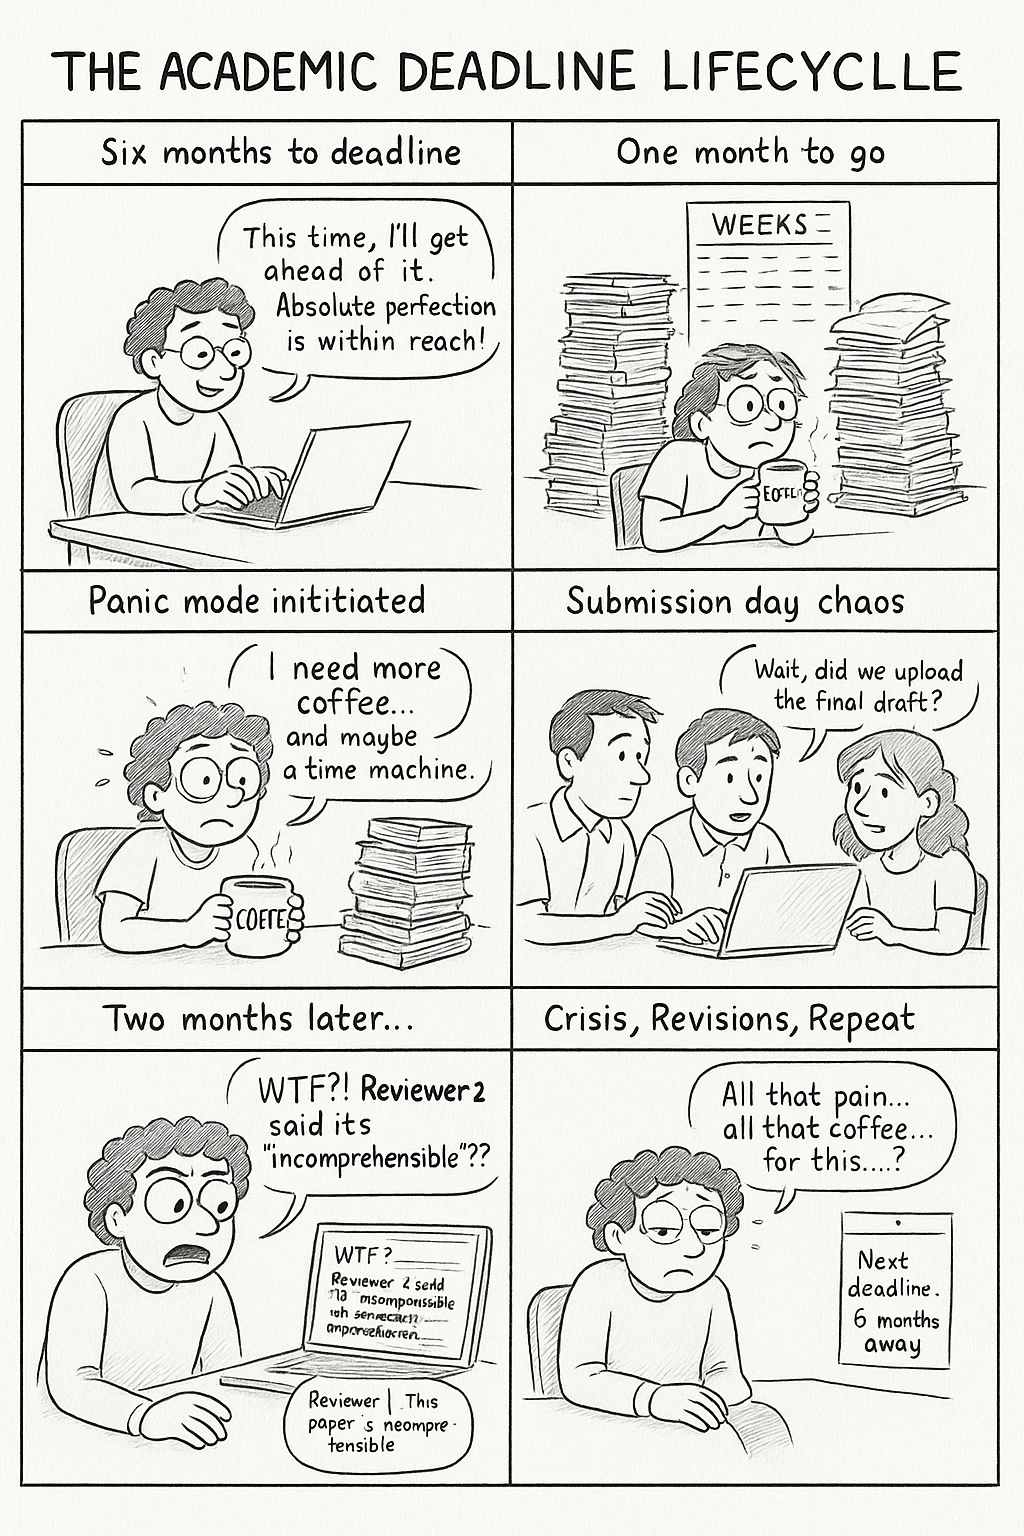 THE ACADEMIC DEADLINE LIFECYCLLE
Six months to deadline
This time, I'll get
ahead of it.
Absolute perfection
is within reach!
One month to go
WEEKS
Panic mode inititiated
I need more
coffee...
and maybe
a time machine.
COEFE
Submission day chaos
Wait, did we upload
the final draft?
Two months later...
WTF?! Reviewer 2
said its
"incomprehensible"??
WTF?
Reviewer 2
Reviewer | This
paper s neompre-
tensible
Crisis, Revisions, Repeat
All that pain...
all that coffee...
for this....?
Next
deadline.
6 months
away